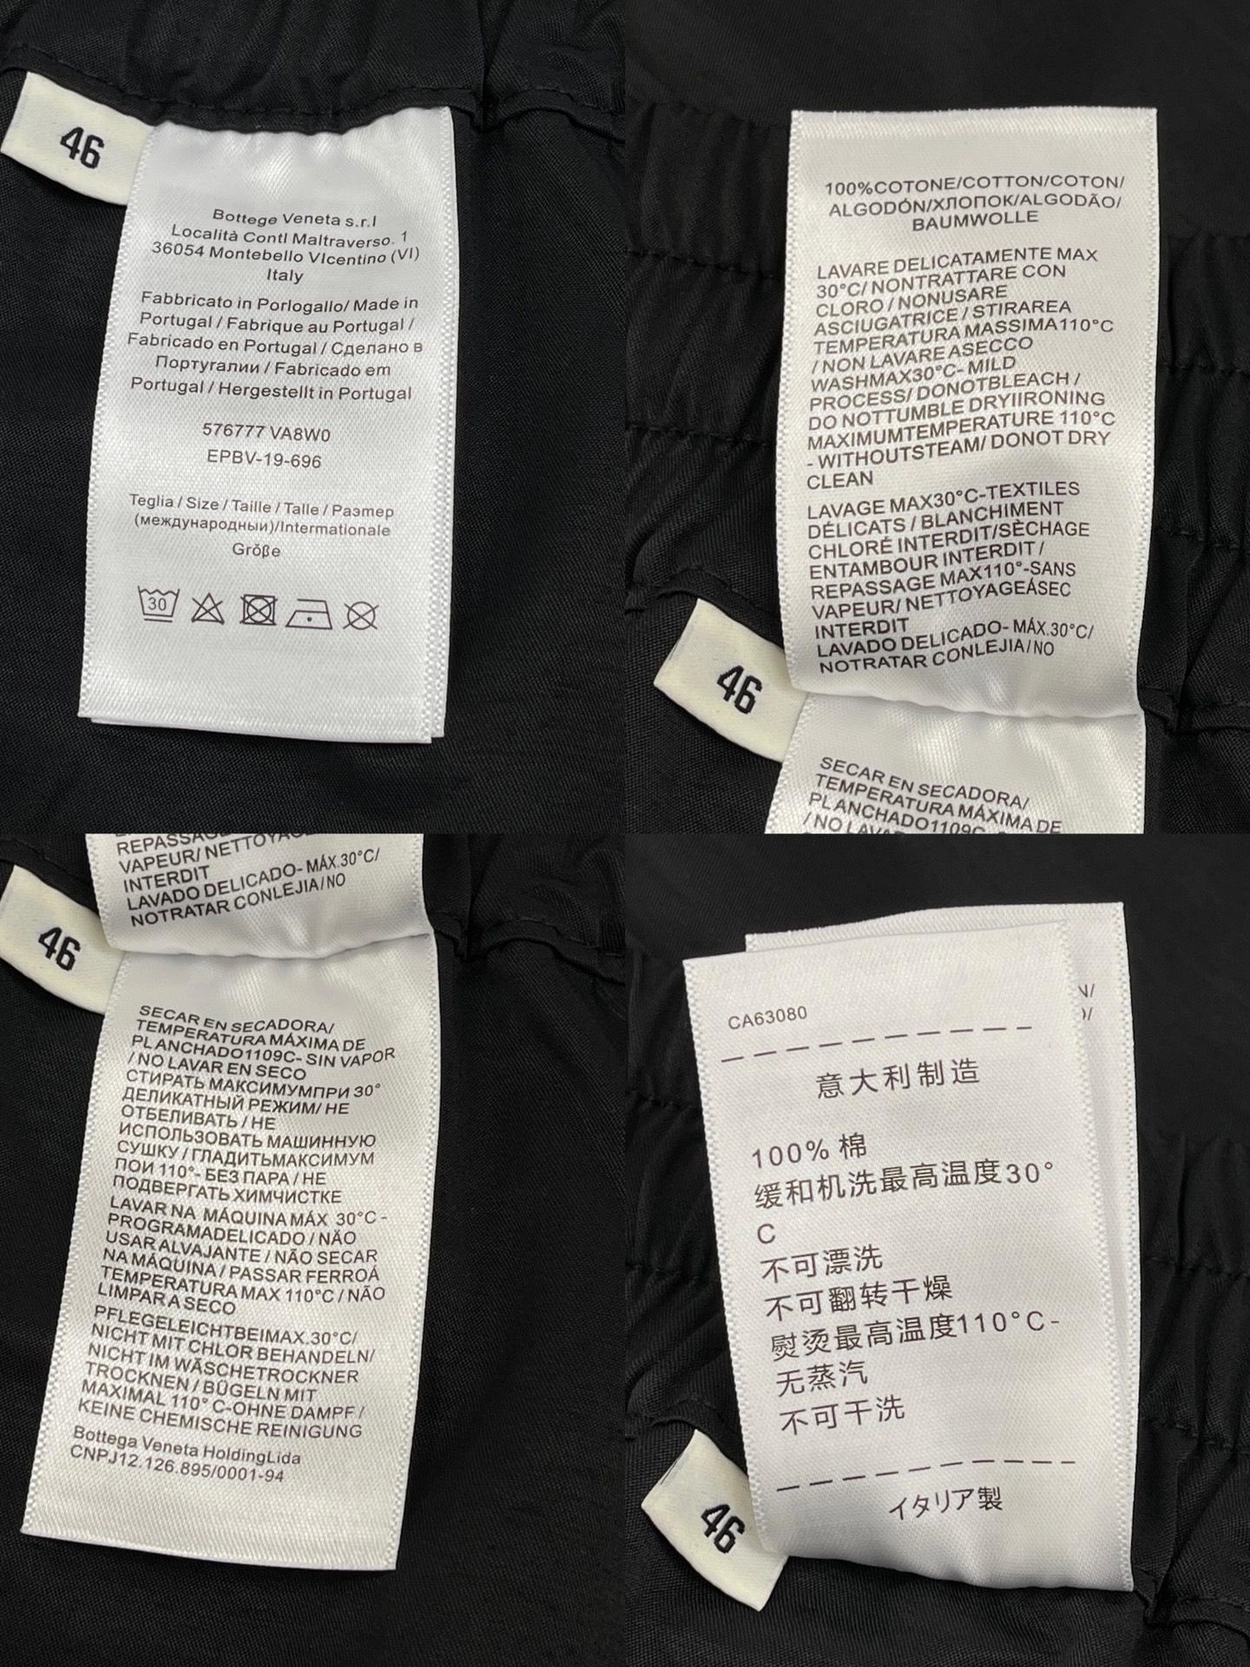 46
Bottege Veneta s.r.l
Località Contl Maltraverso. 1
36054 Montebello VIcentino (VI)
Italy
Fabbricato in Porlogallo/ Made in
Portugal / Fabrique au Portugal /
Fabricado en Portugal / Сделано в
Португалии / Fabricado em
Portugal / Hergestellt in Portugal
576777 VA8W0
EPBV-19-696
Teglia / Size / Taille / Talle / Размер
(международный)/Internationale
Größe
30
100%COTONE/COTTON/COTON/
ALGODÓN/ХЛОПОК/ALGODÃO/
BAUMWOLLE
LAVARE DELICATAMENTE MAX
30°C/ NONTRATTARE CON
CLORO / NONUSARE
ASCIUGATRICE / STIRAREA
TEMPERATURA MASSIMA110°C
/ NON LAVARE ASECCO
WASHMAX30°C- MILD
PROCESS/ DONOTBLEACH /
DO NOTTUMBLE DRYIIRONING
MAXIMUMTEMPERATURE 110°C
- WITHOUTSTEAM/ DONOT DRY
CLEAN
LAVAGE MAX30°C-TEXTILES
DÉLICATS / BLANCHIMENT
CHLORÉ INTERDIT/SÈCHAGE
ENTAMBOUR INTERDIT /
REPASSAGE MAX110°-SANS
VAPEUR/ NETTOYAGEÁSEC
INTERDIT
LAVADO DELICADO- MÁX.30°C/
NOTRATAR CONLEJIA/NO
46
SECAR EN SECADORA/
TEMPERATURA MÁXIMA DE
PLANCHADO1109C-
/ NO LAVAR
REPASSAGE
VAPEUR/ NETTOYAGE
INTERDIT
LAVADO DELICADO- MÁX.30°C/
NOTRATAR CONLEJIA/NO
46
SECAR EN SECADORA/
TEMPERATURA MÁXIMA DE
PLANCHADO1109C- SIN VAPOR
/ NO LAVAR EN SECO
СТИРАТЬ МАКСИМУМПРИ 30°
ДЕЛИКАТНЫЙ РЕЖИМ/ НЕ
ОТБЕЛИВАТЬ / НЕ
ИСПОЛЬЗОВАТЬ МАШИННУЮ
СУШКУ / ГЛАДИТЬМАКСИМУМ
ПОИ 110°- БЕЗ ПАРА / НЕ
ПОДВЕРГАТЬ ХИМЧИСТКЕ
LAVAR NA MÁQUINA MÁX 30°C -
PROGRAMADELICADO / NÃO
USAR ALVAJANTE / NÃO SECAR
NA MÁQUINA / PASSAR FERROÁ
TEMPERATURA MAX 110°C / NÃO
LIMPAR A SECO
PFLEGELEICHTBEIMAX.30°C/
NICHT MIT CHLOR BEHANDELN/
NICHT IM WÄSCHETROCKNER
TROCKNEN / BÜGELN MIT
MAXIMAL 110° C-OHNE DAMPF /
KEINE CHEMISCHE REINIGUNG
Bottega Veneta HoldingLida
CNPJ12.126.895/0001-94
CA63080
意大利制造
100% 棉
缓和机洗最高温度30°
C
不可漂洗
不可翻转干燥
熨烫最高温度110°C-
无蒸汽
不可干洗
イタリア製
46